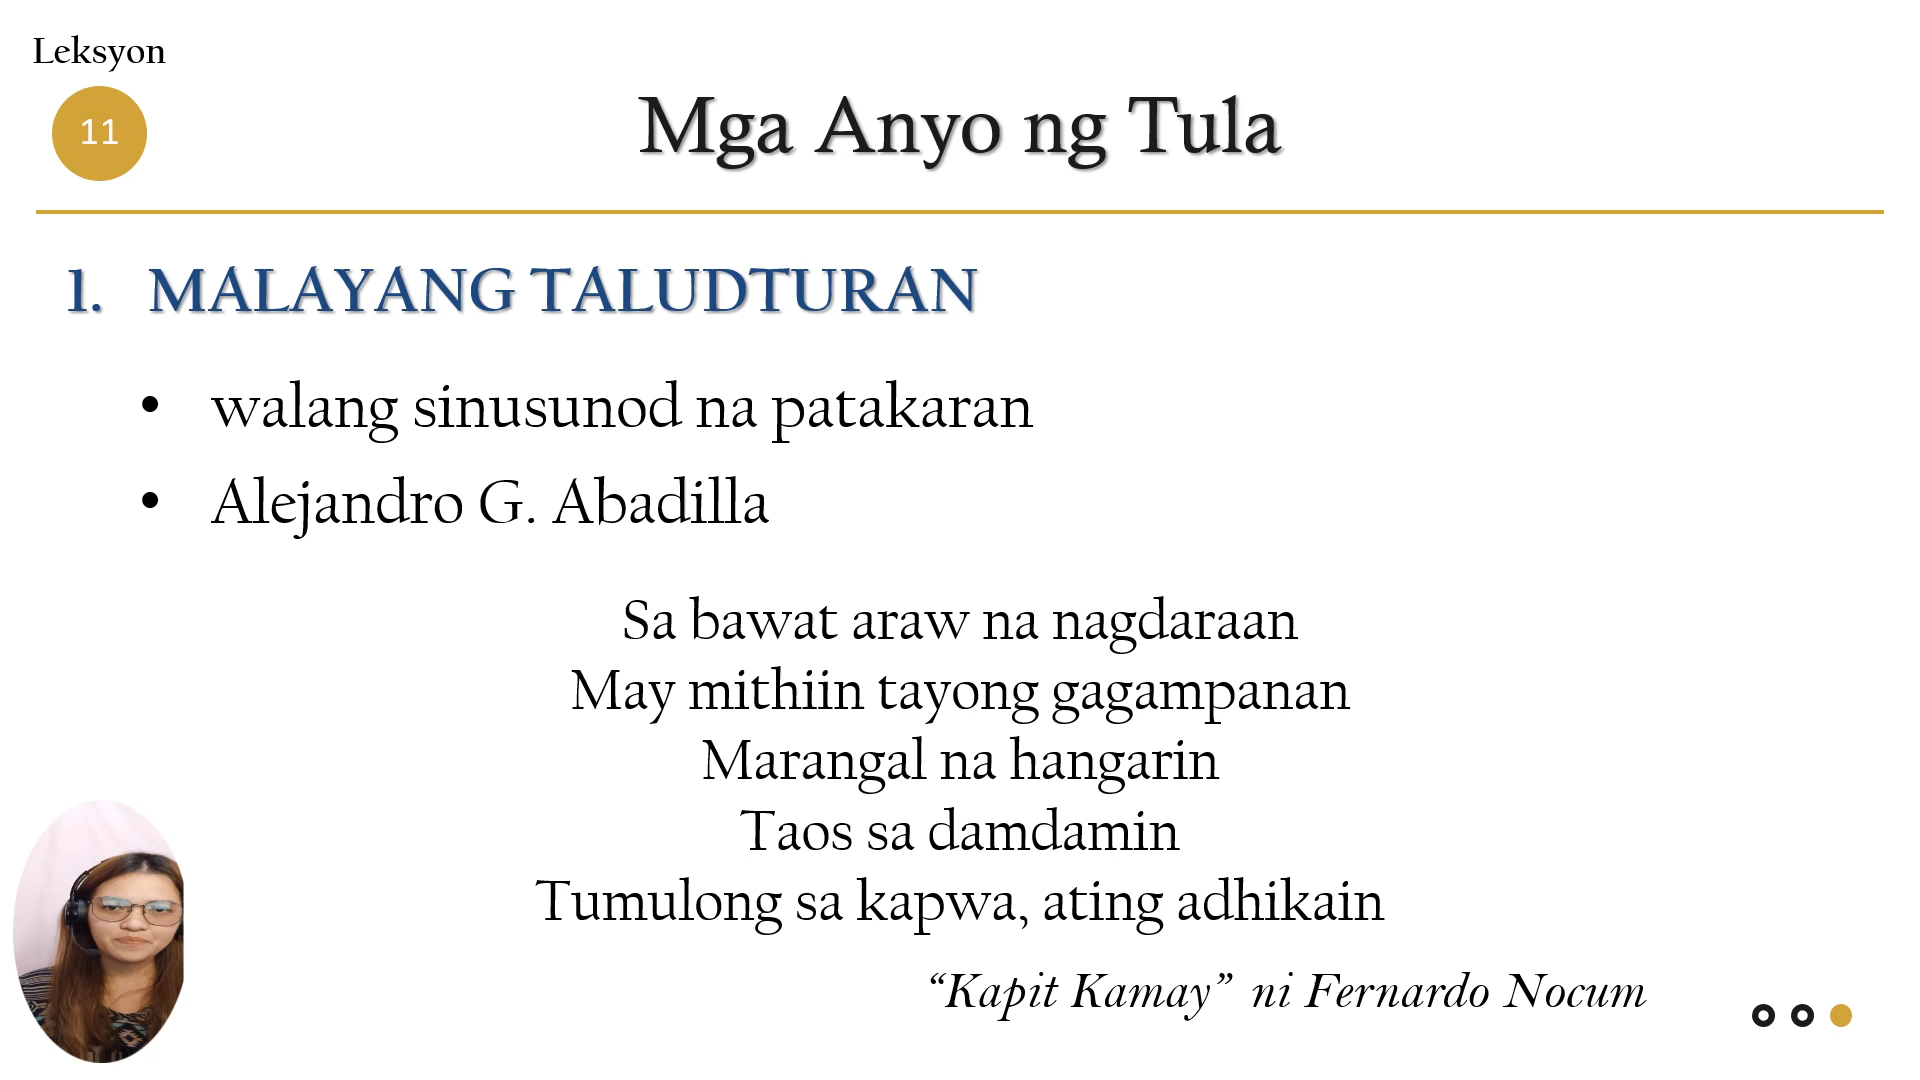 Leksyon
11
Mga Anyo ng Tula
1. MALAYANG TALUDTURAN
• walang sinusunod na patakaran
• Alejandro G. Abadilla
Sa bawat araw na nagdaraan
May mithiin tayong gagampanan
Marangal na hangarin
Taos sa damdamin
Tumulong sa kapwa, ating adhikain
“Kapit Kamay” ni Fernardo Nocum